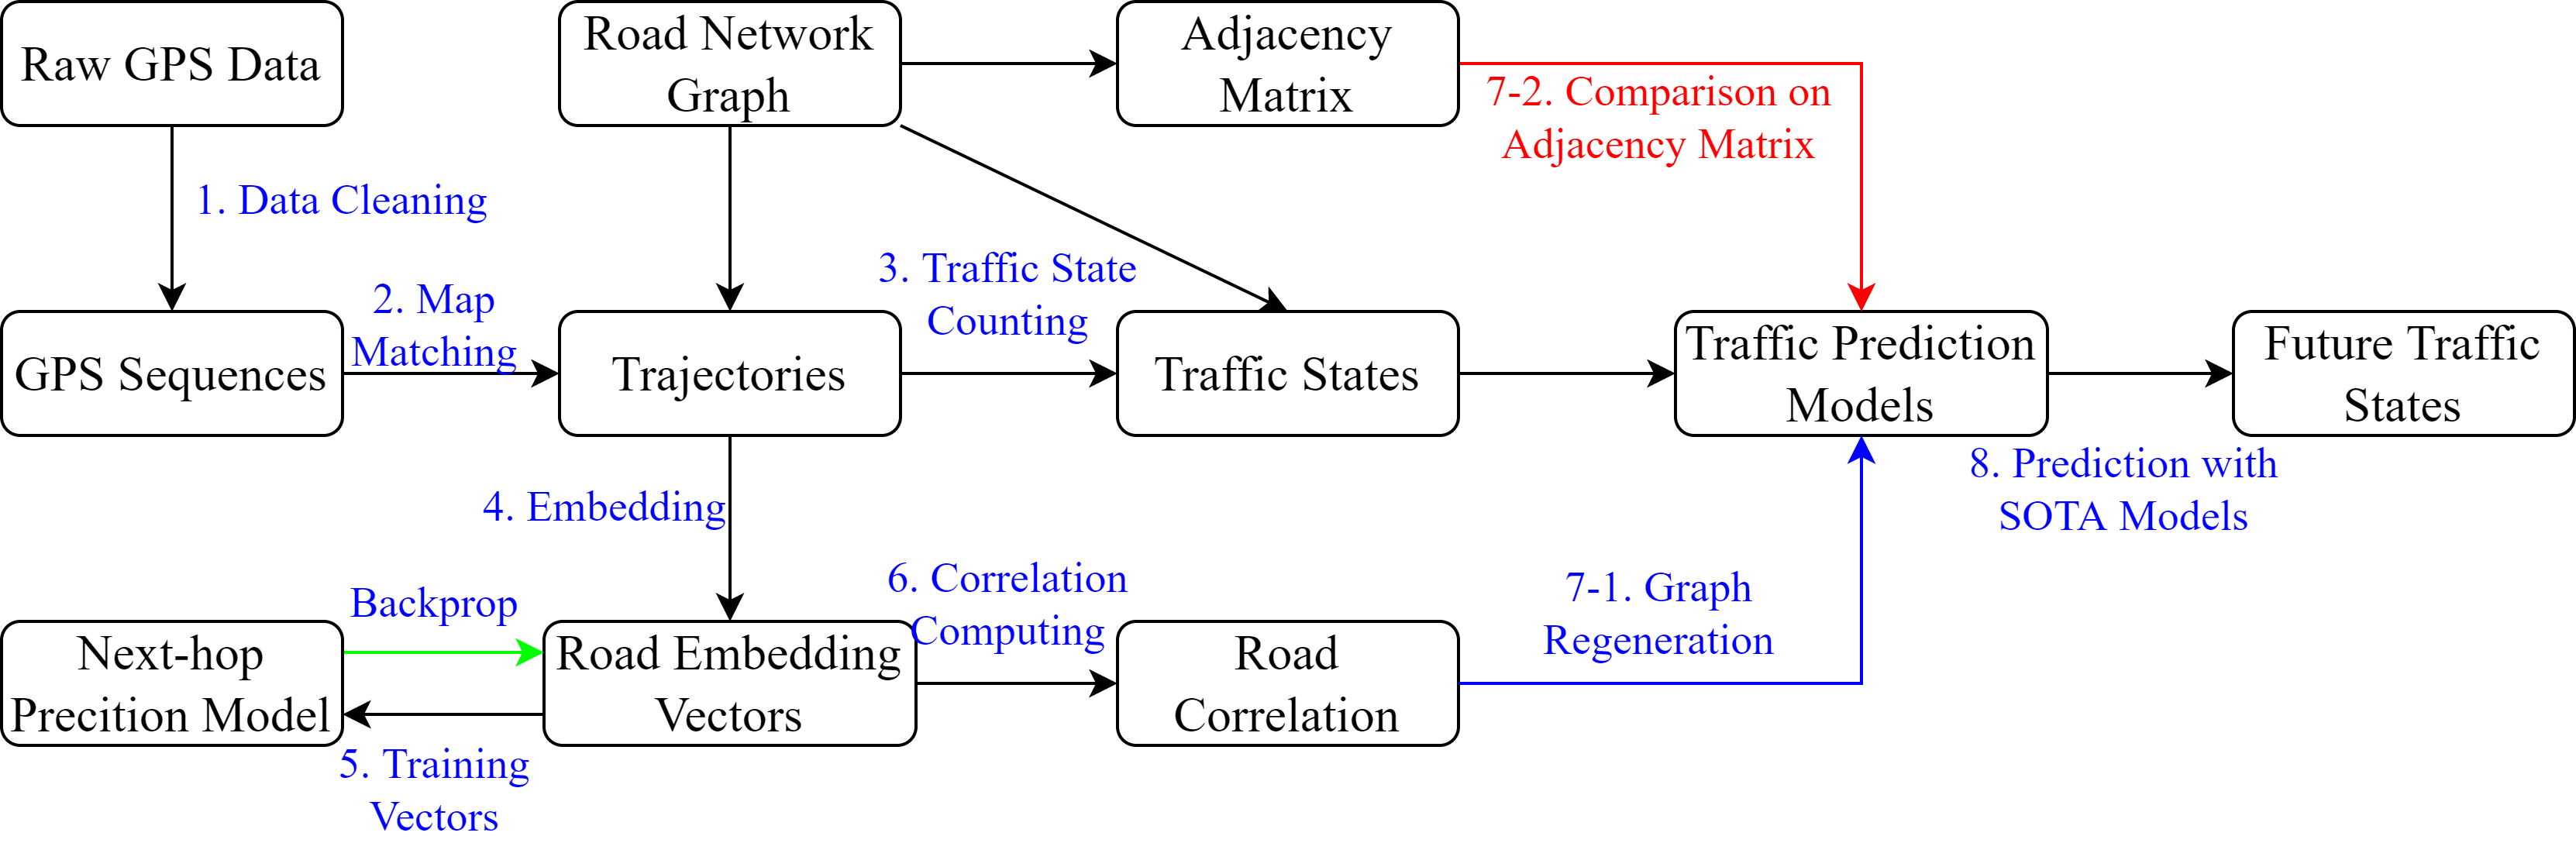 Raw GPS Data
Road Network
Graph
Adjacency
Matrix
7-2. Comparison on
Adjacency Matrix
1. Data Cleaning
2. Map
Matching
3. Traffic State
Counting
GPS Sequences
Trajectories
Traffic States
Traffic Prediction
Models
Future Traffic
States
4. Embedding
8. Prediction with
SOTA Models
Backprop
6. Correlation
Computing
7-1. Graph
Regeneration
Next-hop
Precition Model
Road Embedding
Vectors
Road
Correlation
5. Training
Vectors